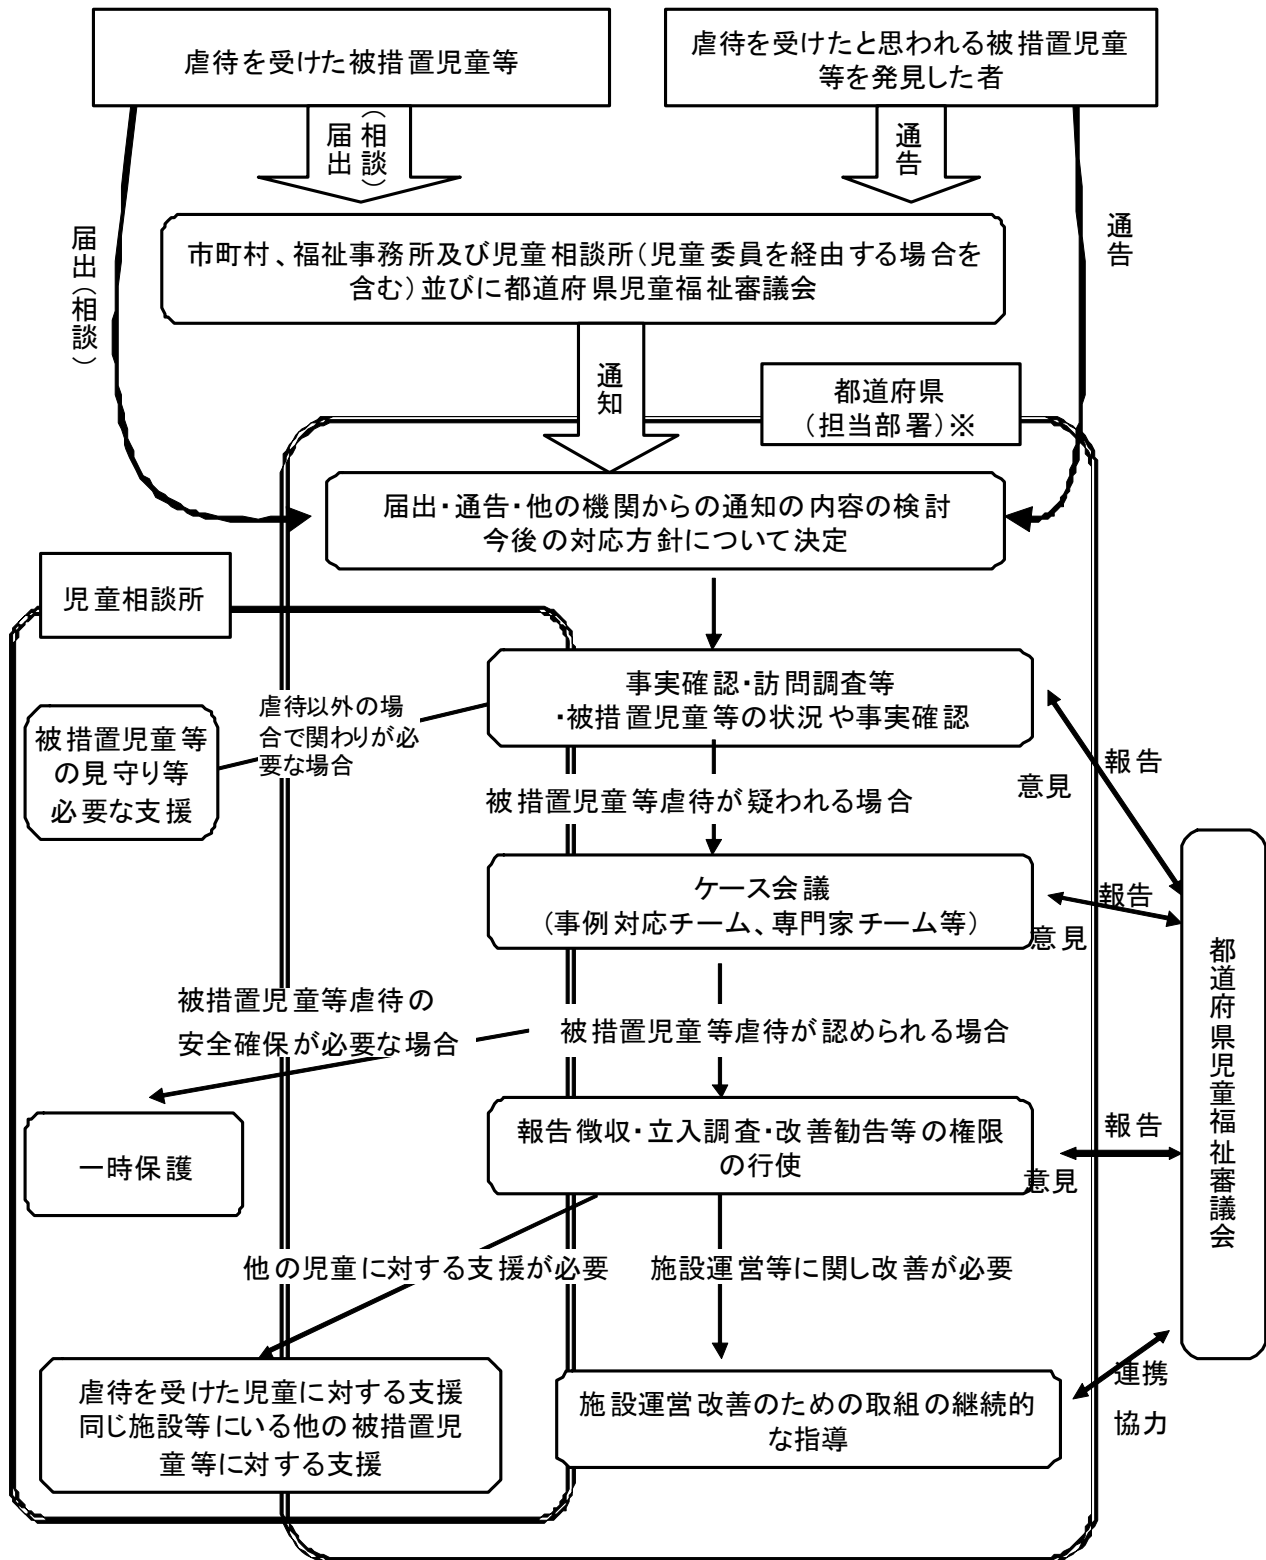 虐待を受けた被措置児童等
虐待を受けたと思われる被措置児童
等を発見した者
届出
（相談）
通告
届出（相談）
通告
市町村、福祉事務所及び児童相談所（児童委員を経由する場合を
含む）並びに都道府県児童福祉審議会
通知
都道府県
（担当部署）※
届出・通告・他の機関からの通知の内容の検討
今後の対応方針について決定
児童相談所
事実確認・訪問調査等
・被措置児童等の状況や事実確認
虐待以外の場
合で関わりが必
要な場合
被措置児童等
の見守り等
必要な支援
報告
意見
被措置児童等虐待が疑われる場合
ケース会議
（事例対応チーム、専門家チーム等）
報告
意見
都道府県児童福祉審議会
被措置児童等虐待の
安全確保が必要な場合
被措置児童等虐待が認められる場合
一時保護
報告徴収・立入調査・改善勧告等の権限
の行使
報告
意見
他の児童に対する支援が必要
施設運営等に関し改善が必要
虐待を受けた児童に対する支援
同じ施設等にいる他の被措置児
童等に対する支援
施設運営改善のための取組の継続的
な指導
連携
協力